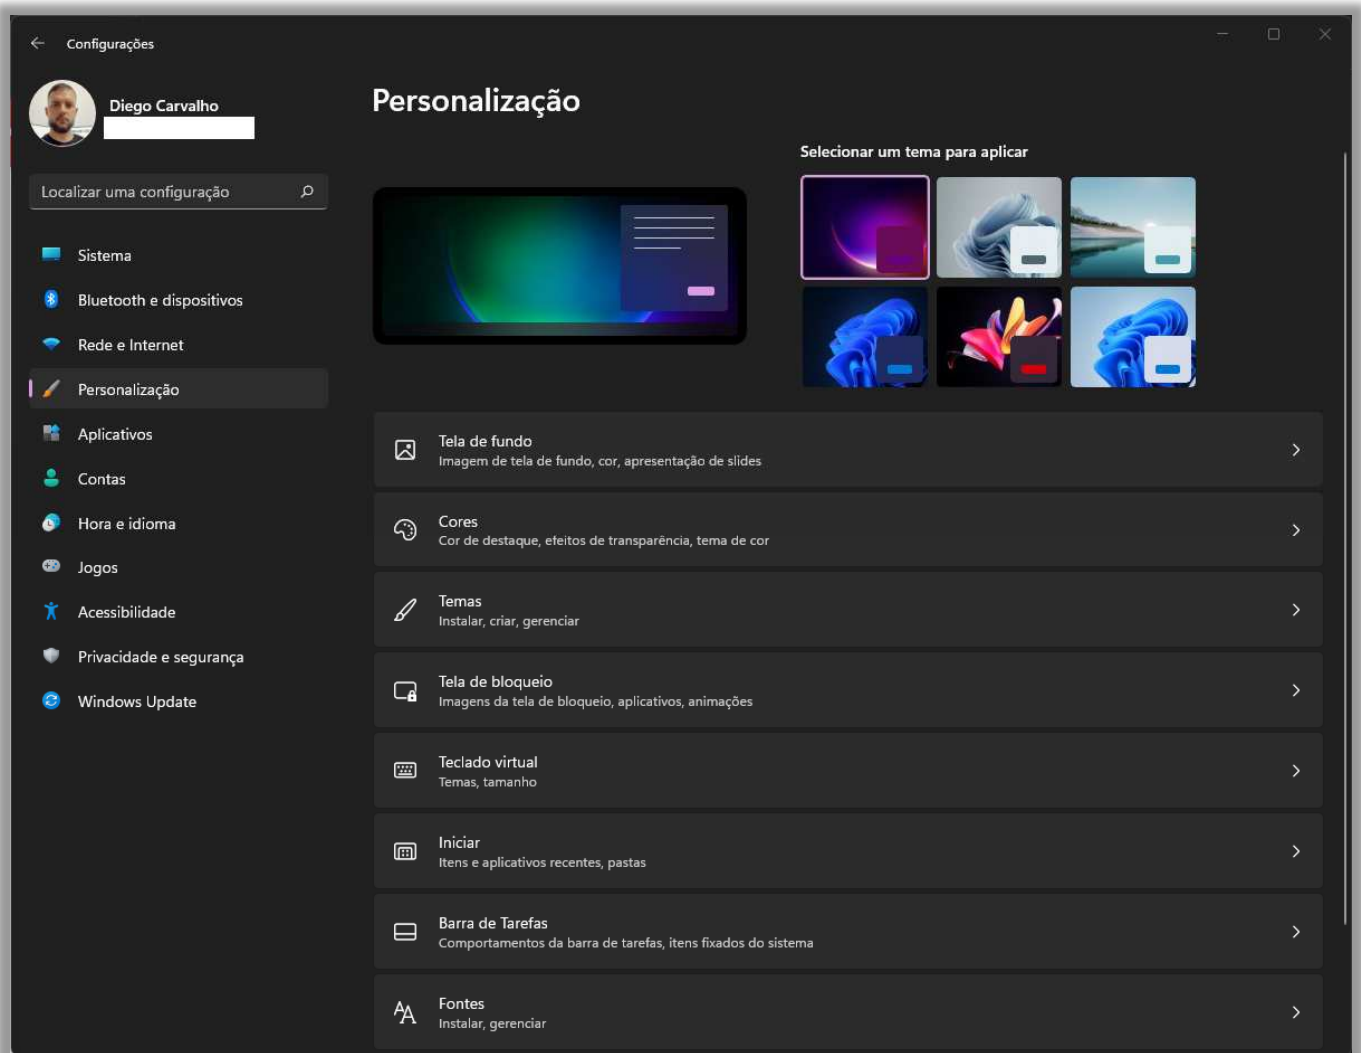 Configurações
Diego Carvalho
Localizar uma configuração
Sistema
Bluetooth e dispositivos
Rede e Internet
Personalização
Aplicativos
Contas
Hora e idioma
Jogos
Acessibilidade
Privacidade e segurança
Windows Update
Personalização
Selecionar um tema para aplicar
Tela de fundo
Imagem de tela de fundo, cor, apresentação de slides
Cores
Cor de destaque, efeitos de transparência, tema de cor
Temas
Instalar, criar, gerenciar
Tela de bloqueio
Imagens da tela de bloqueio, aplicativos, animações
Teclado virtual
Temas, tamanho
Iniciar
Itens e aplicativos recentes, pastas
Barra de Tarefas
Comportamentos da barra de tarefas, itens fixados do sistema
Fontes
Instalar, gerenciar